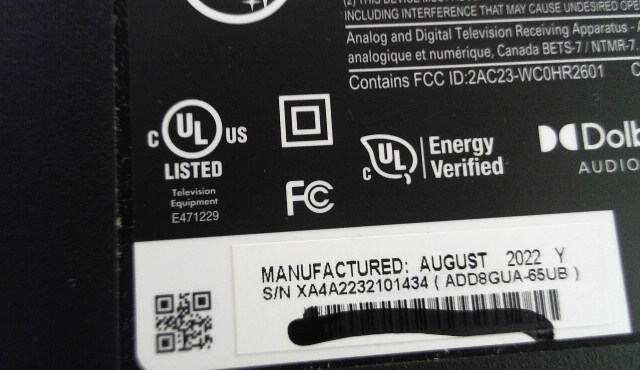 INCLUDING INTERFERENCE THAT MAY CAUSE UNDESIRED OPE
Analog and Digital Television Receiving Apparatus - A
analogique et numérique, Canada BETS-7 / NTMR-7.
Contains FCC ID:2AC23-WC0HR2601 C
C UL US
LISTED
Television
Equipment
E471229
FC
C UL Energy
Verified
Dolb
AUDIO
MANUFACTURED: AUGUST 2022 Y
S/N XA4A2232101434 ( ADD8GUA-65UB )